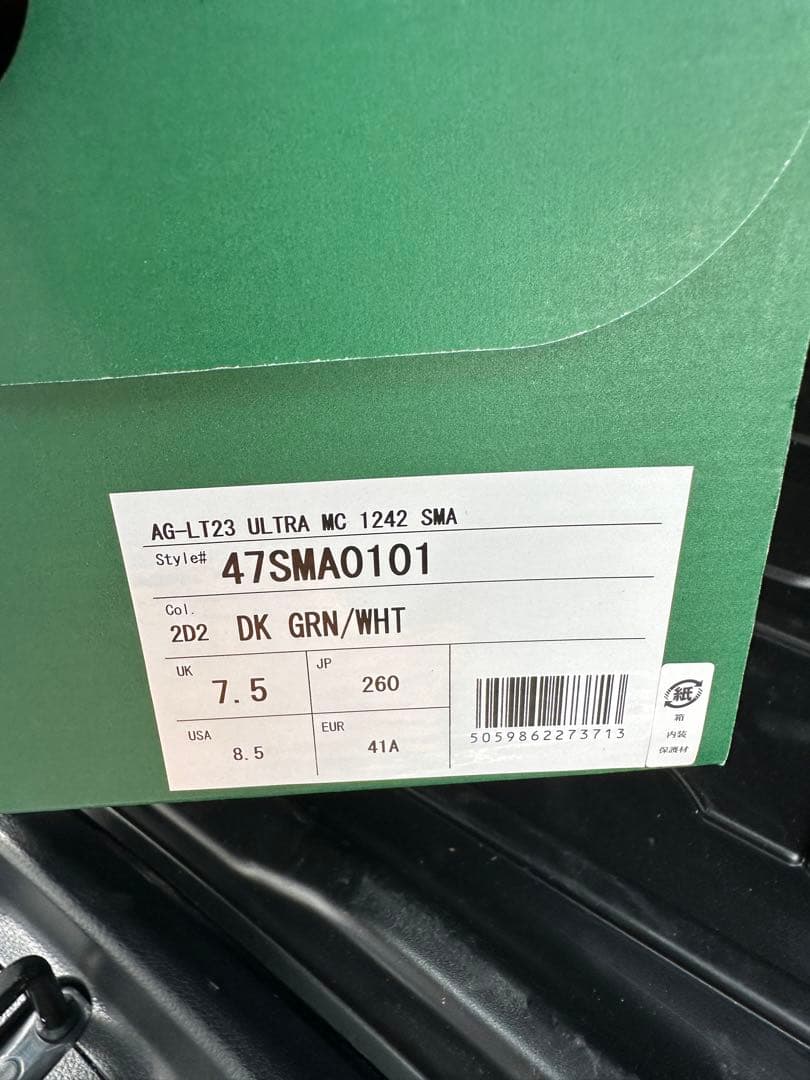 AG-LT23 ULTRA MC 1242 SMA
Style# 47SMA0101
Col.
2D2 DK GRN/WHT
UK 7.5
JP 260
USA 8.5
EUR 41A
5059862273713
紙
箱
内装
保護材